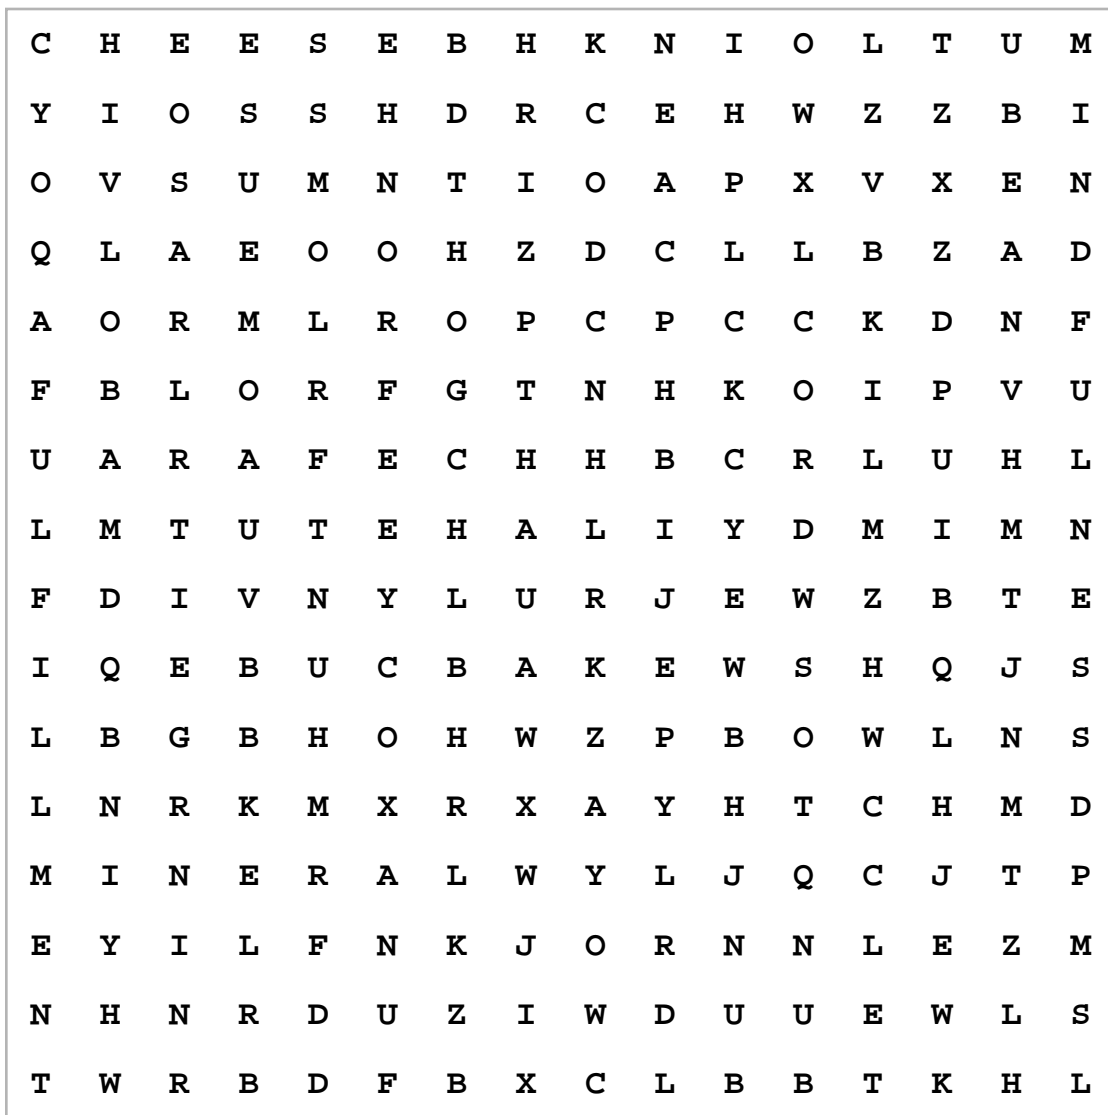 C H E E S E B H K N I O L T U M
Y I O S S H D R C E H W Z Z B I
O V S U M N T I O A P X V X E N
Q L A E O O H Z D C L L B Z A D
A O R M L R O P C P C C K D N F
F B L O R F G T N H K O I P V U
U A R A F E C H H B C R L U H L
L M T U T E H A L I Y D M I M N
F D I V N Y L U R J E W Z B T E
I Q E B U C B A K E W S H Q J S
L B G B H O H W Z P B O W L N S
L N R K M X R X A Y H T C H M D
M I N E R A L W Y L J Q C J T P
E Y I L F N K J O R N N L E Z M
N H N R D U Z I W D U U E W L S
T W R B D F B X C L B B T K H L